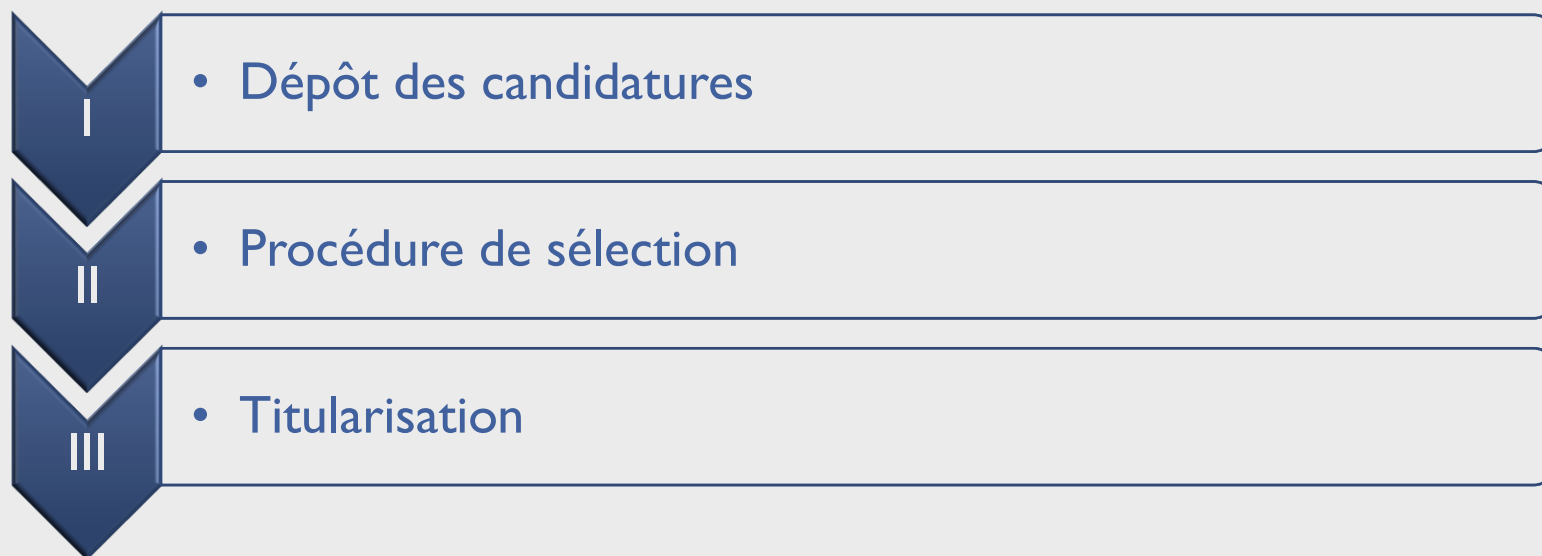 I
• Dépôt des candidatures
II
• Procédure de sélection
III
• Titularisation